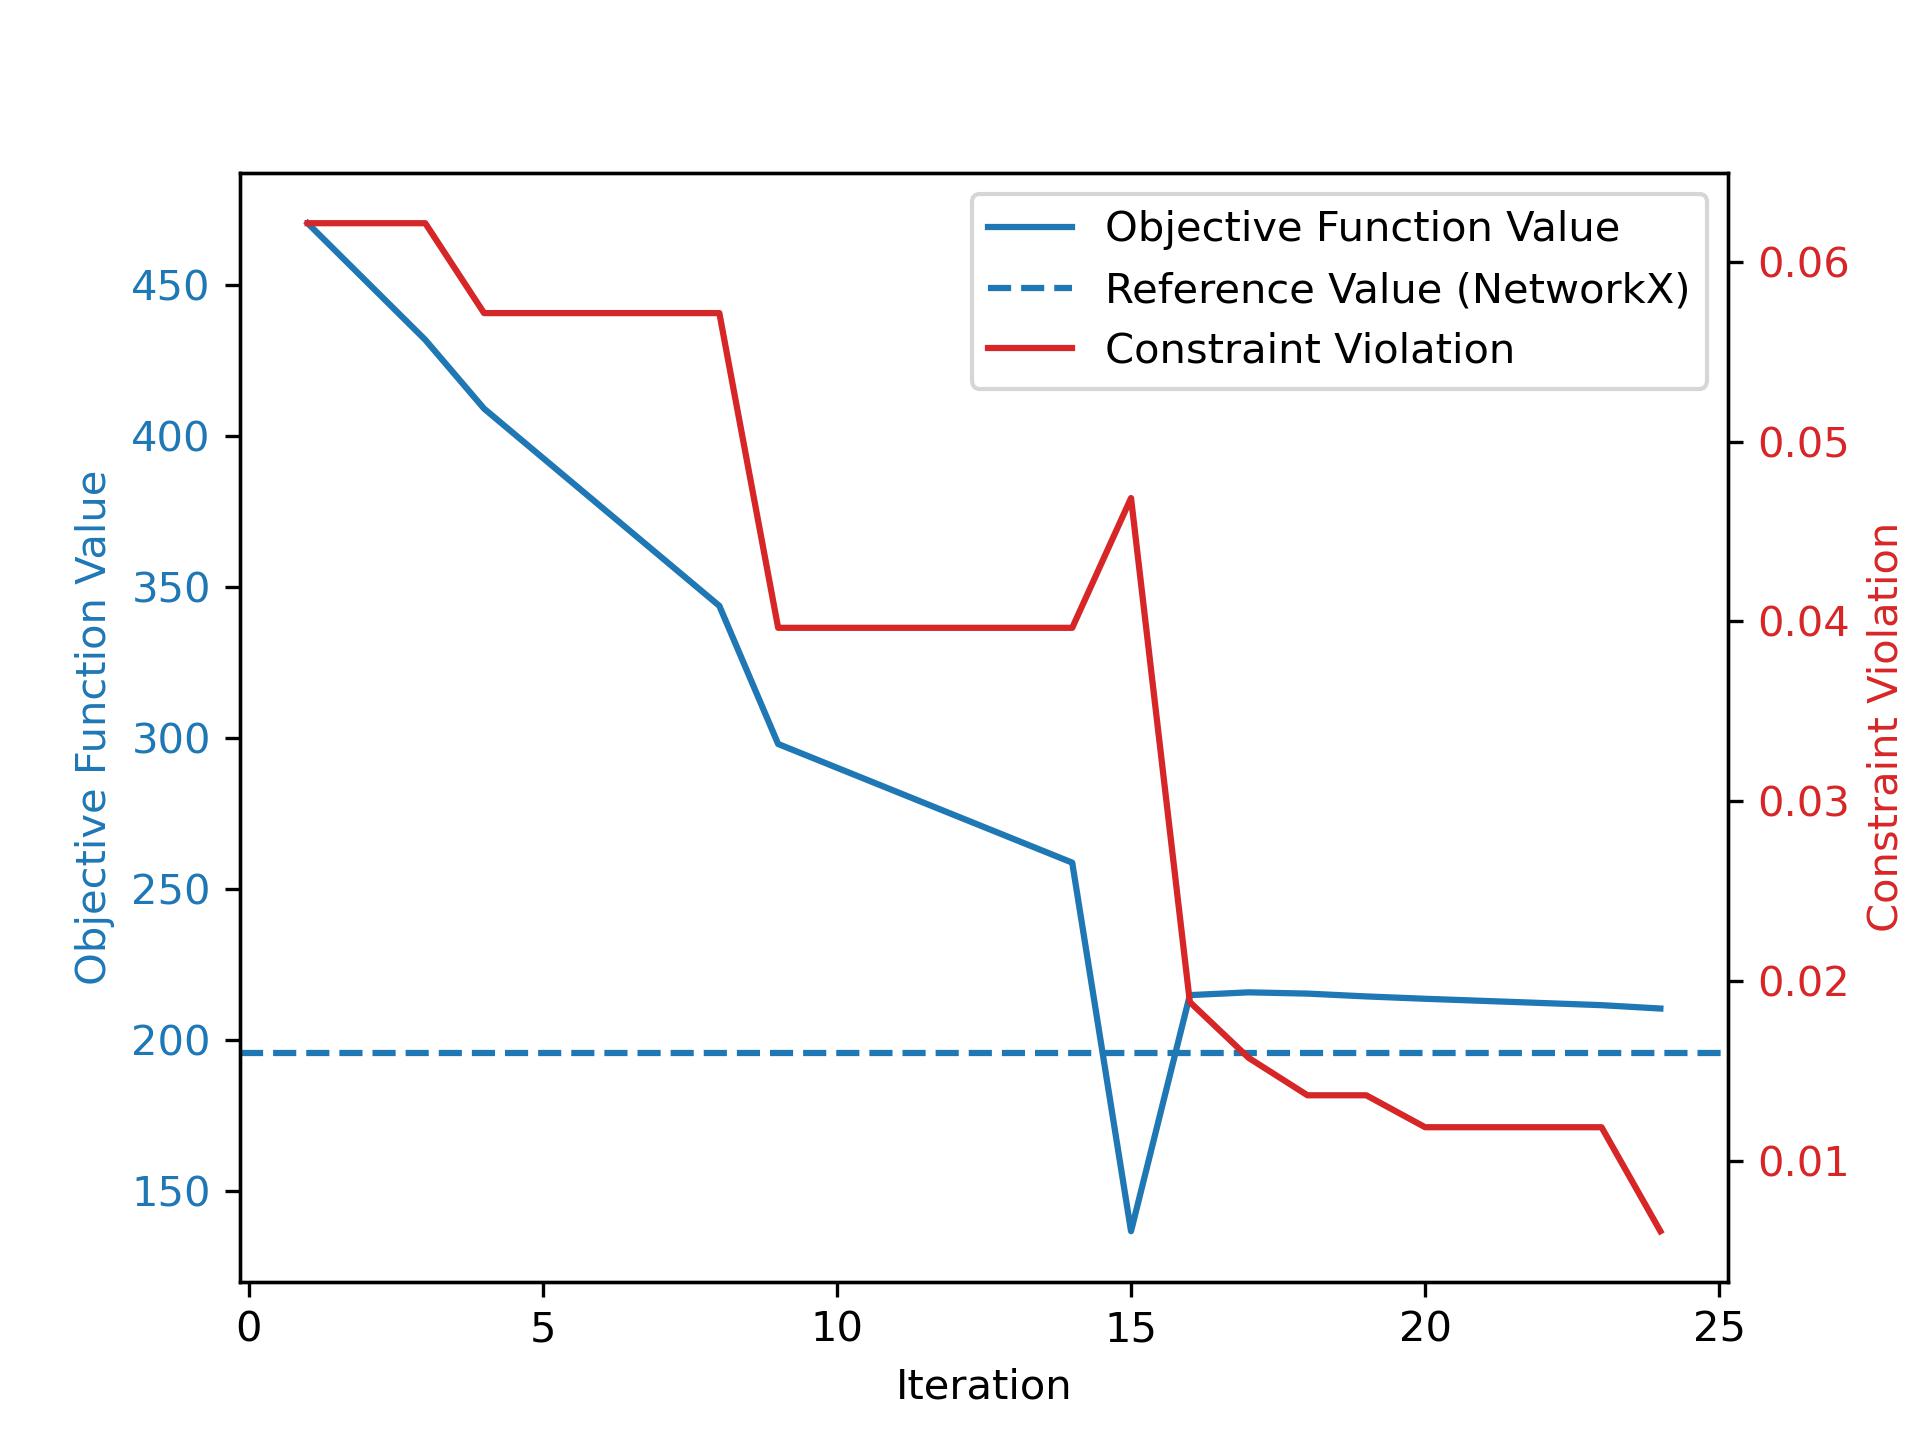 Objective Function Value
Reference Value (NetworkX)
Constraint Violation
450
400
350
300
250
200
150
Objective Function Value
0.06
0.05
0.04
0.03
0.02
0.01
Constraint Violation
0 5 10 15 20 25
Iteration